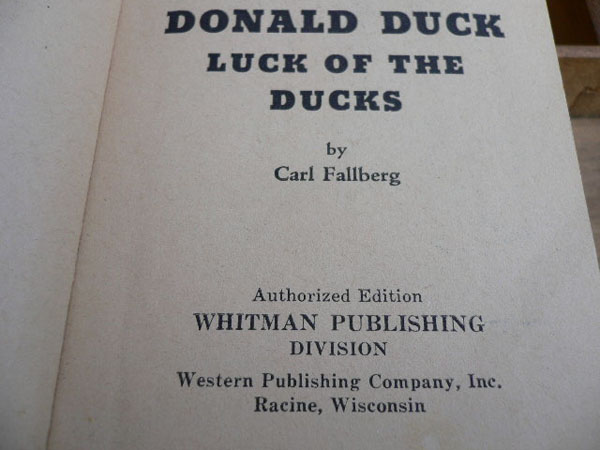 DONALD DUCK
LUCK OF THE
DUCKS
by
Carl Fallberg
Authorized Edition
WHITMAN PUBLISHING
DIVISION
Western Publishing Company, Inc.
Racine, Wisconsin